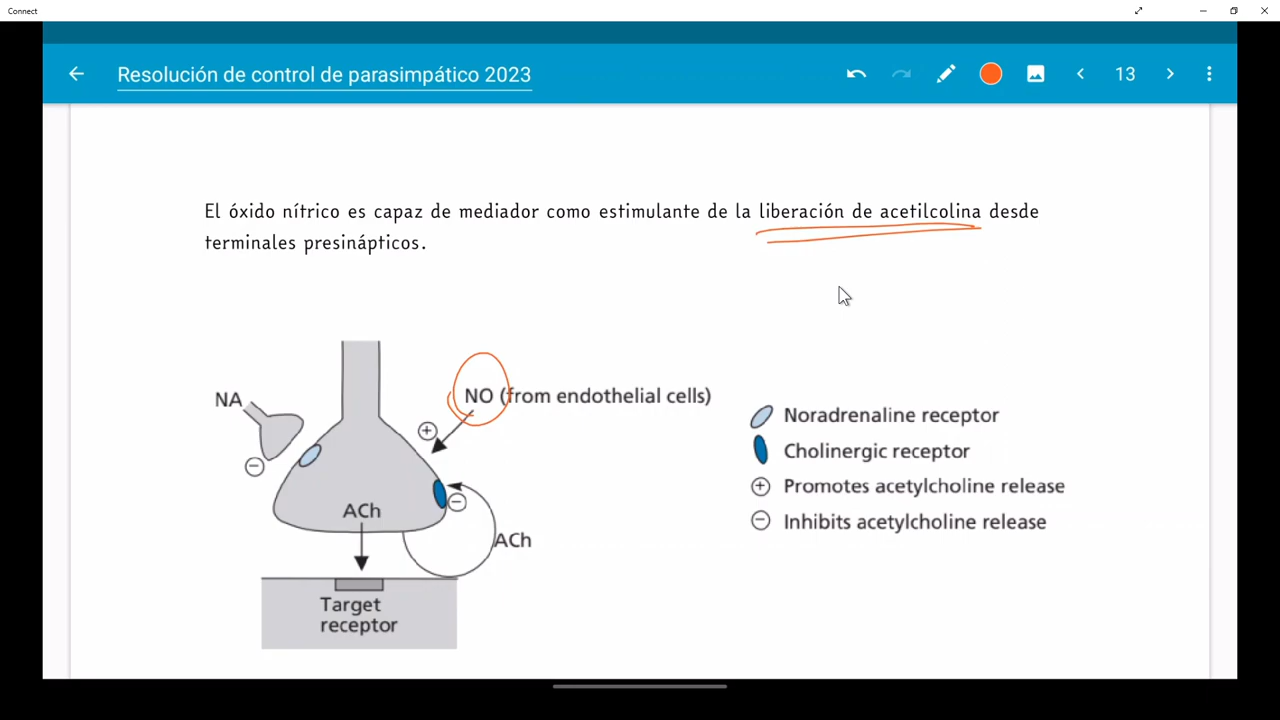 Connect
Resolución de control de parasimpático 2023
13
El óxido nítrico es capaz de mediador como estimulante de la liberación de acetilcolina desde
terminales presinápticos.
NA
NO (from endothelial cells)
+
−
ACh
−
ACh
Target
receptor
Noradrenaline receptor
Cholinergic receptor
+ Promotes acetylcholine release
− Inhibits acetylcholine release